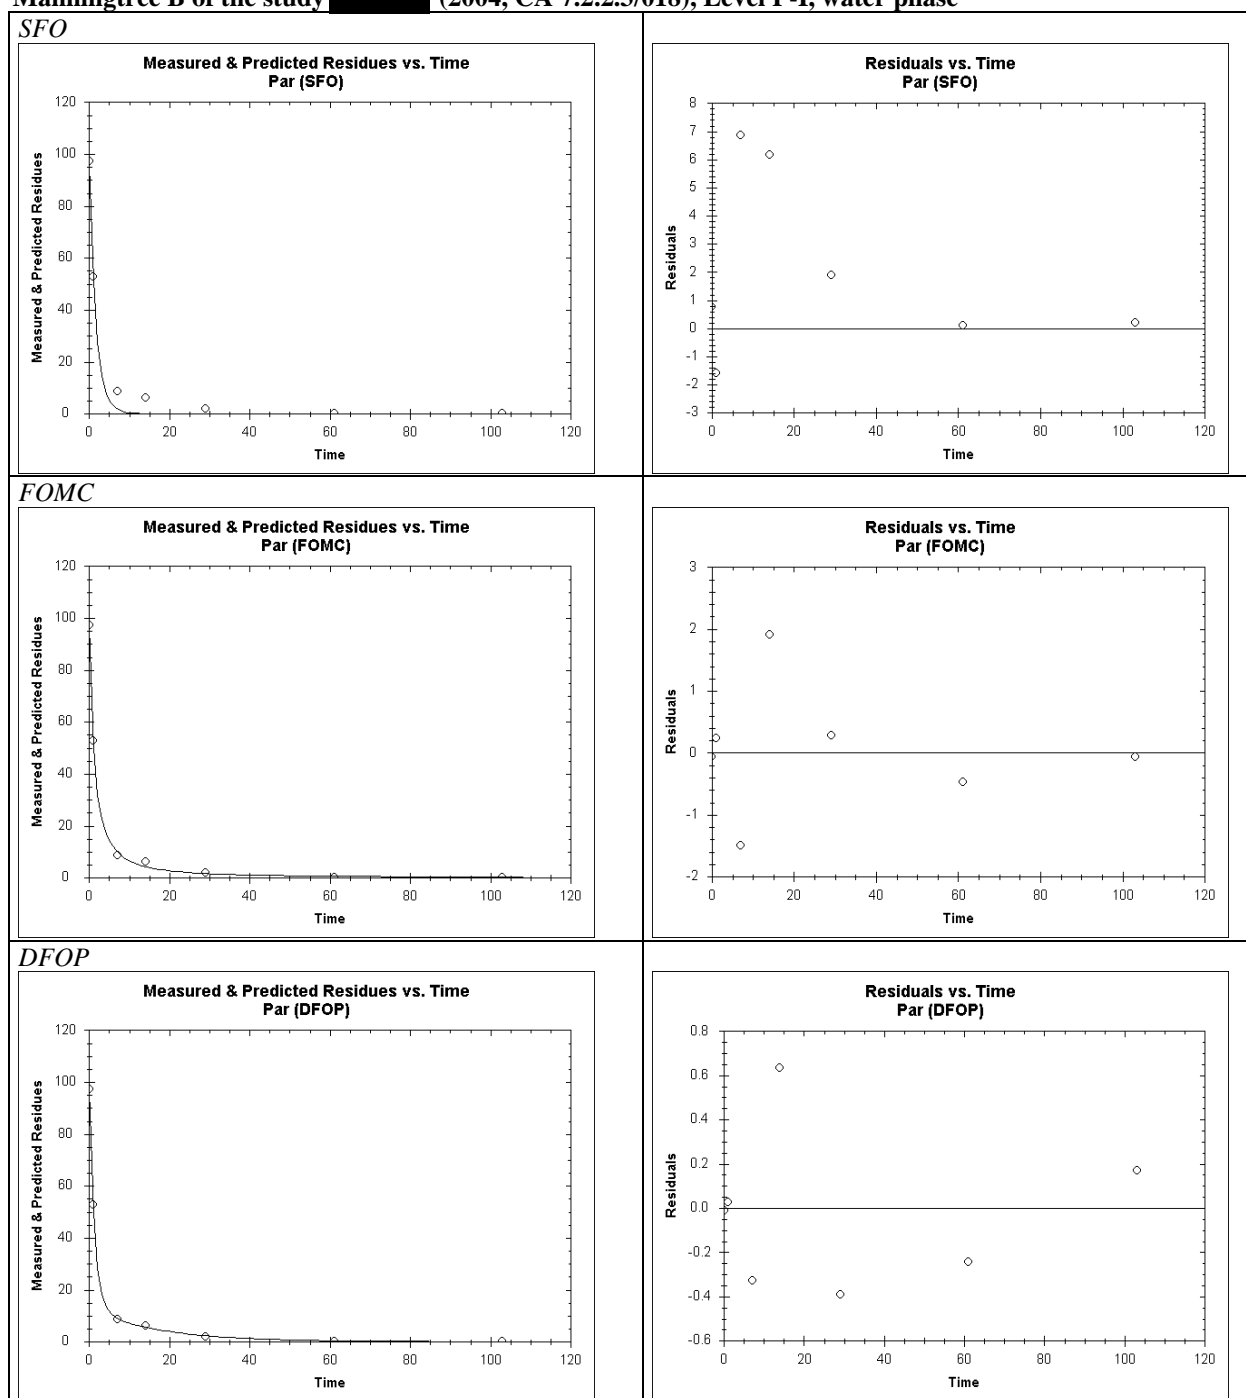 Manningtree B of the study (2004, CA 7.2.2.3/018), Level P-I, water phase
SFO
Measured & Predicted Residues vs. Time
Par (SFO)
Measured & Predicted Residues
120
100
80
60
40
20
0
0 20 40 60 80 100 120
Time
Residuals vs. Time
Par (SFO)
Residuals
8
7
6
5
4
3
2
1
0
-1
-2
-3
0 20 40 60 80 100 120
Time
FOMC
Measured & Predicted Residues vs. Time
Par (FOMC)
Measured & Predicted Residues
120
100
80
60
40
20
0
0 20 40 60 80 100 120
Time
Residuals vs. Time
Par (FOMC)
Residuals
3
2
1
0
-1
-2
0 20 40 60 80 100 120
Time
DFOP
Measured & Predicted Residues vs. Time
Par (DFOP)
Measured & Predicted Residues
120
100
80
60
40
20
0
0 20 40 60 80 100 120
Time
Residuals vs. Time
Par (DFOP)
Residuals
0.8
0.6
0.4
0.2
0.0
-0.2
-0.4
-0.6
0 20 40 60 80 100 120
Time